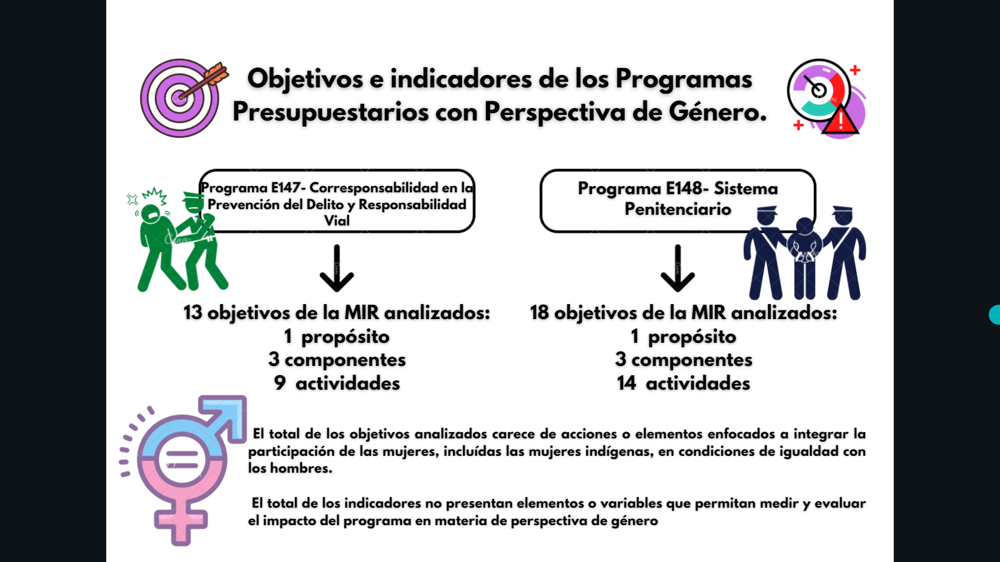 Objetivos e indicadores de los Programas
Presupuestarios con Perspectiva de Género.
Programa E147- Corresponsabilidad en la
Prevención del Delito y Responsabilidad
Vial
Programa E148- Sistema
Penitenciario
13 objetivos de la MIR analizados:
1 propósito
3 componentes
9 actividades
18 objetivos de la MIR analizados:
1 propósito
3 componentes
14 actividades
El total de los objetivos analizados carece de acciones o elementos enfocados a integrar la
participación de las mujeres, incluídas las mujeres indígenas, en condiciones de igualdad con
los hombres.
El total de los indicadores no presentan elementos o variables que permitan medir y evaluar
el impacto del programa en materia de perspectiva de género